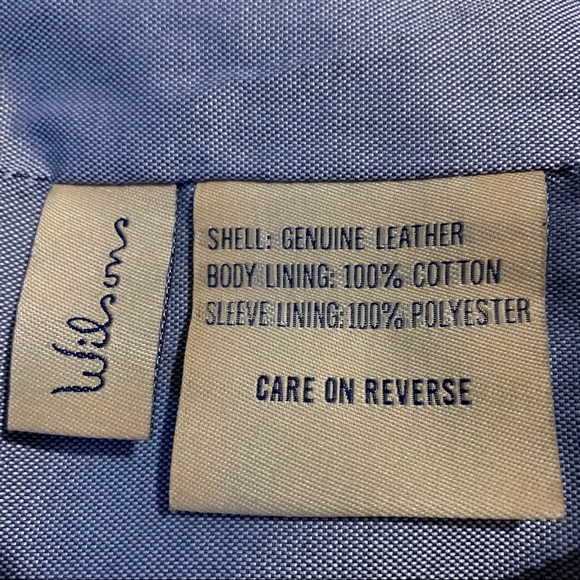 Wilsons
SHELL: GENUINE LEATHER
BODY LINING: 100% COTTON
SLEEVE LINING: 100% POLYESTER
CARE ON REVERSE